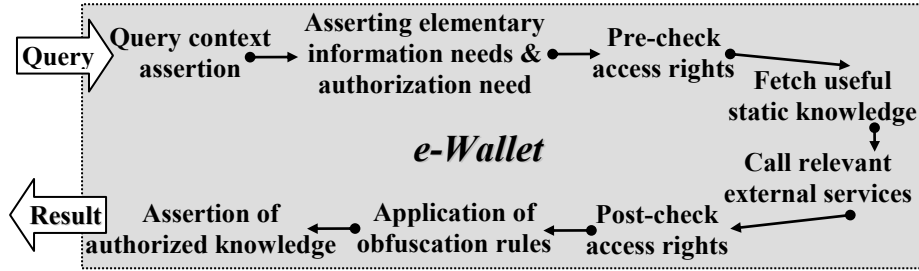 Query
Query context
assertion
Asserting elementary
information needs &
authorization need
Pre-check
access rights
Fetch useful
static knowledge
e-Wallet
Call relevant
external services
Post-check
access rights
Application of
obfuscation rules
Assertion of
authorized knowledge
Result